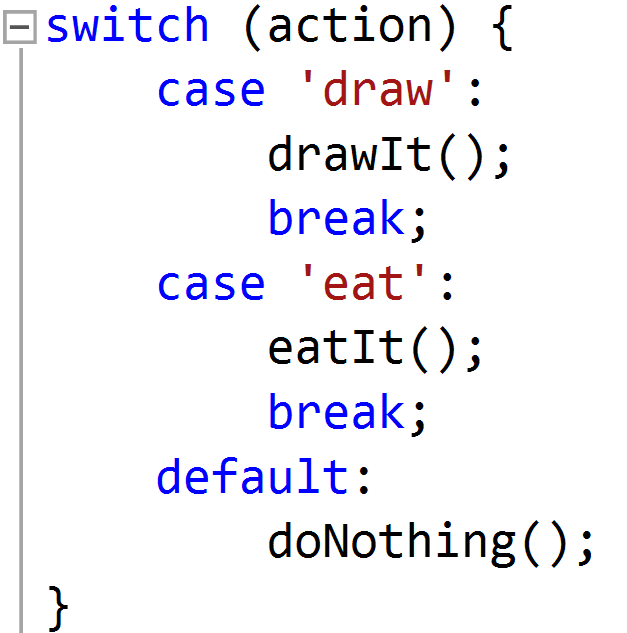 switch (action) {
    case 'draw':
        drawIt();
        break;
    case 'eat':
        eatIt();
        break;
    default:
        doNothing();
}